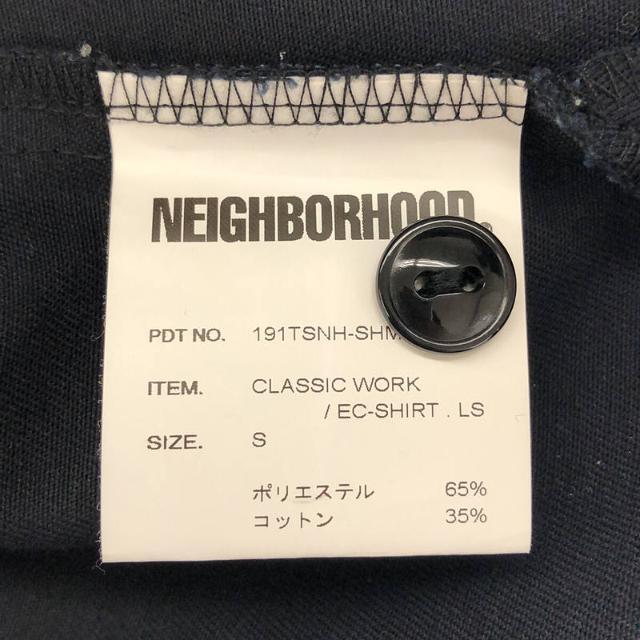 NEIGHBORHOOD.
PDT NO. 191TSNH-SHM
ITEM. CLASSIC WORK
/ EC-SHIRT . LS
SIZE. S
ポリエステル 65%
コットン 35%